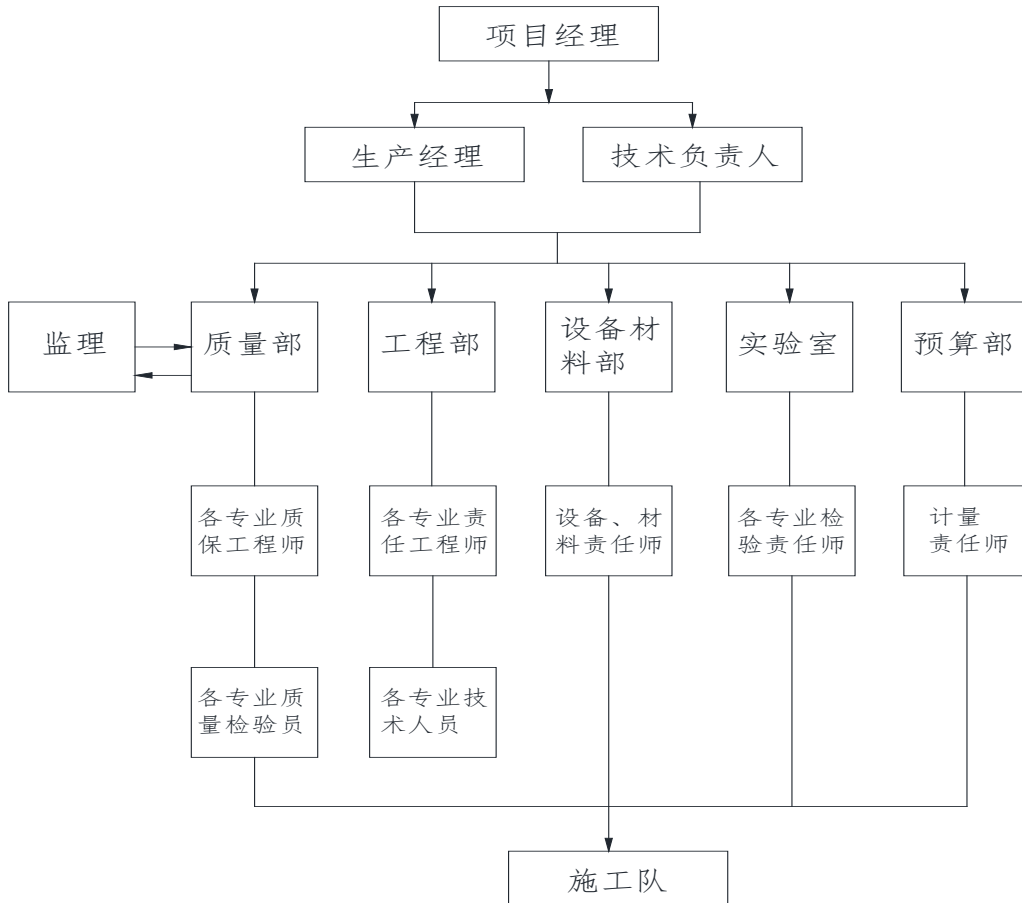 项目经理
生产经理
技术负责人
监理
质量部
工程部
设备材
料部
实验室
预算部
各专业质
保工程师
各专业责
任工程师
设备、材
料责任师
各专业检
验责任师
计量
责任师
各专业质
量检验员
各专业技
术人员
施工队